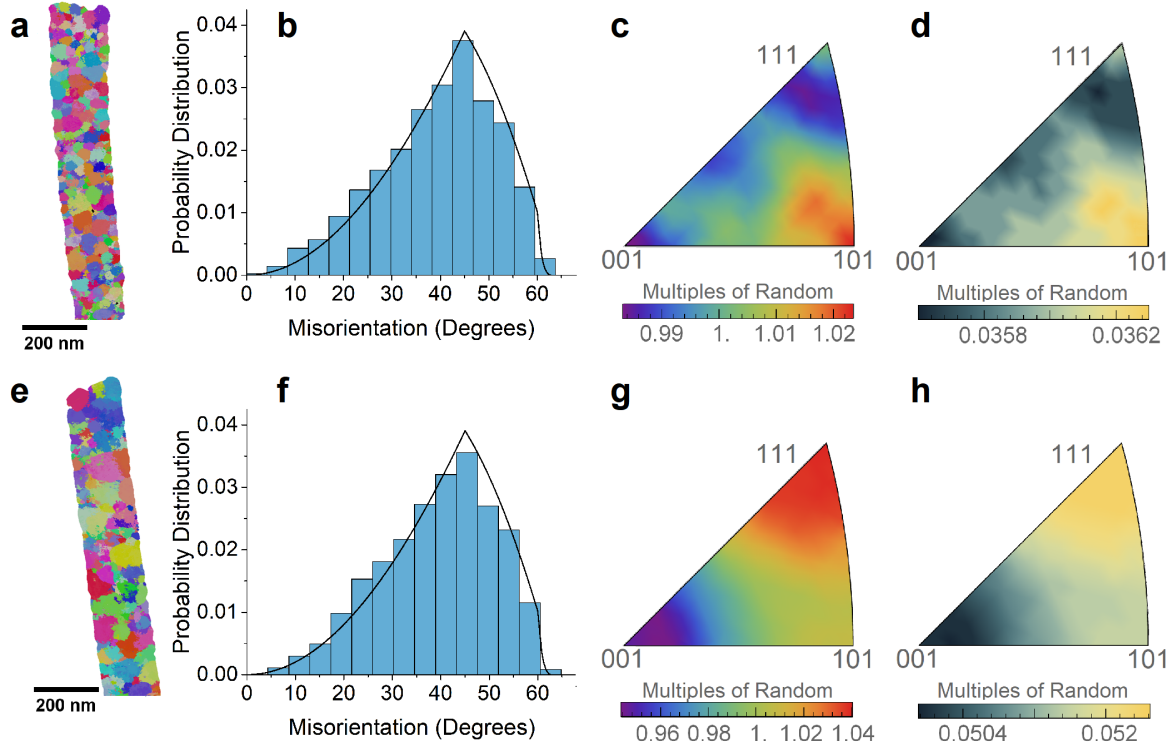 a
b
c
d
Probability Distribution
0.04
0.03
0.02
0.01
0.00
0 10 20 30 40 50 60
Misorientation (Degrees)
200 nm
111
001
101
Multiples of Random
0.99 1. 1.01 1.02
111
001
101
Multiples of Random
0.0358 0.0362
e
f
g
h
Probability Distribution
0.04
0.03
0.02
0.01
0.00
0 10 20 30 40 50 60
Misorientation (Degrees)
200 nm
111
001
101
Multiples of Random
0.96 0.98 1. 1.02 1.04
111
001
101
Multiples of Random
0.0504 0.052